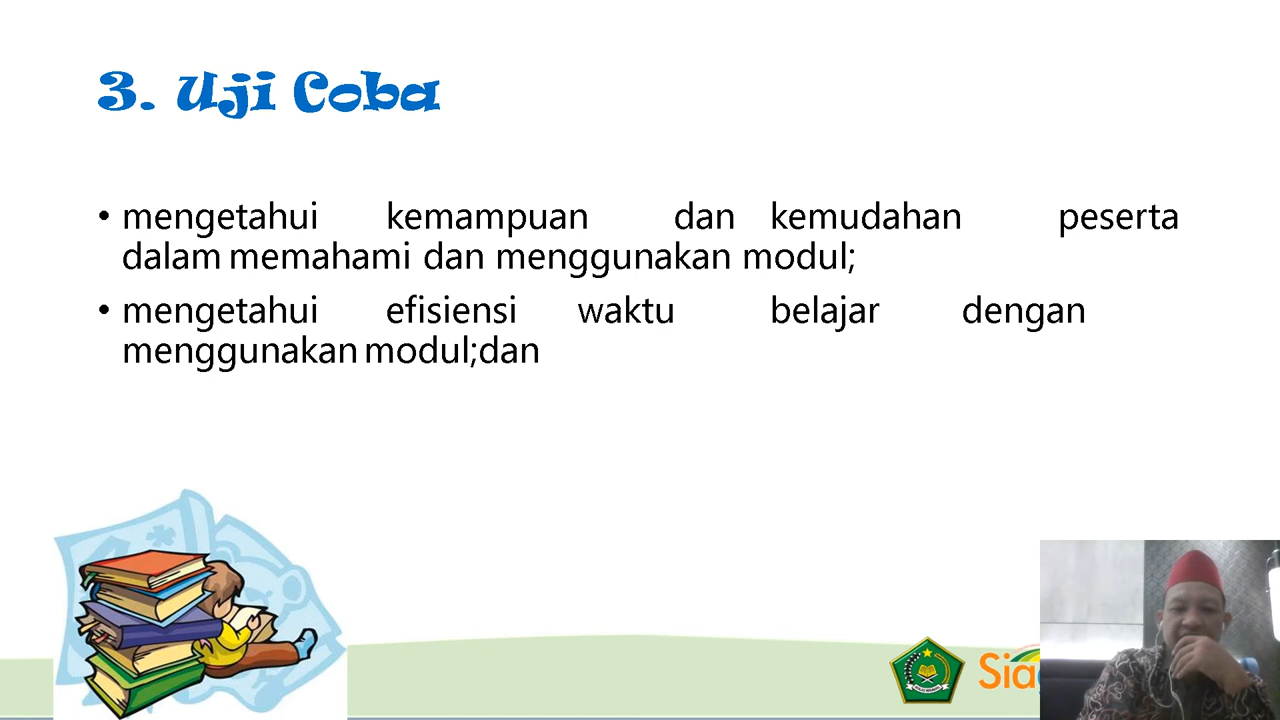 3. Uji Coba
• mengetahui kemampuan dan kemudahan peserta
dalam memahami dan menggunakan modul;
• mengetahui efisiensi waktu belajar dengan
menggunakan modul;dan